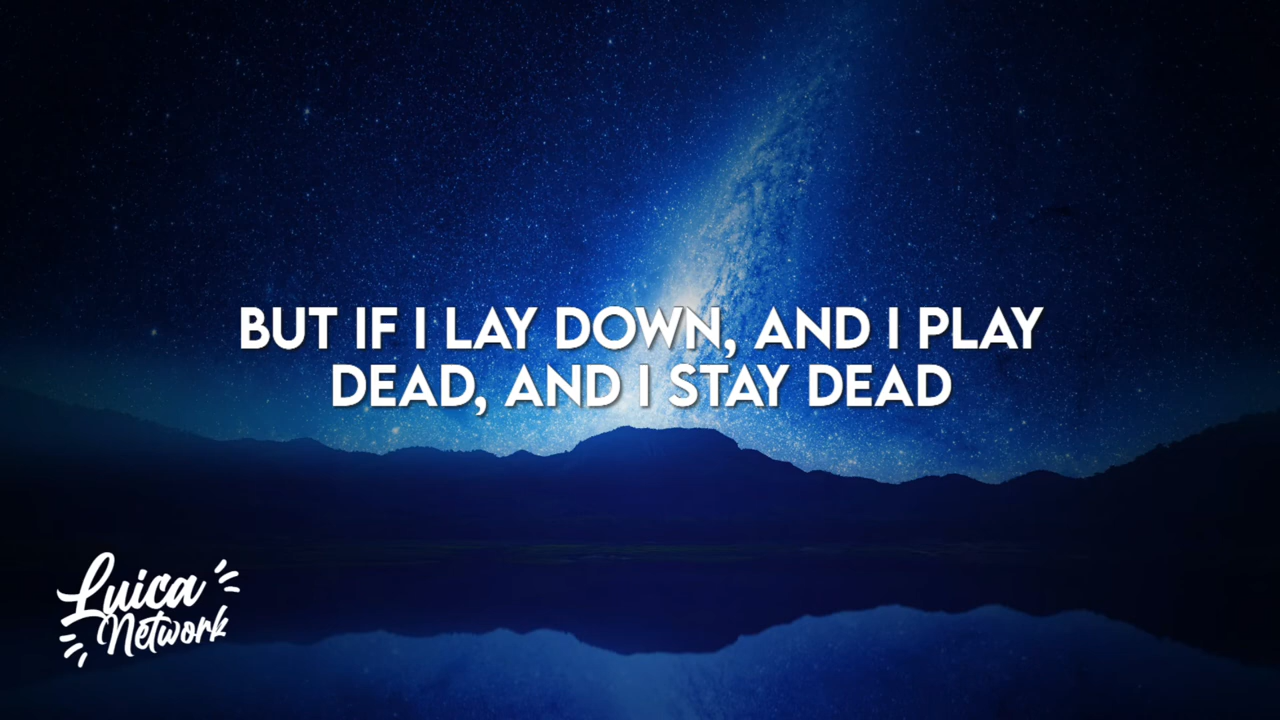 BUT IF I LAY DOWN, AND I PLAY
DEAD, AND I STAY DEAD
Luica
Network